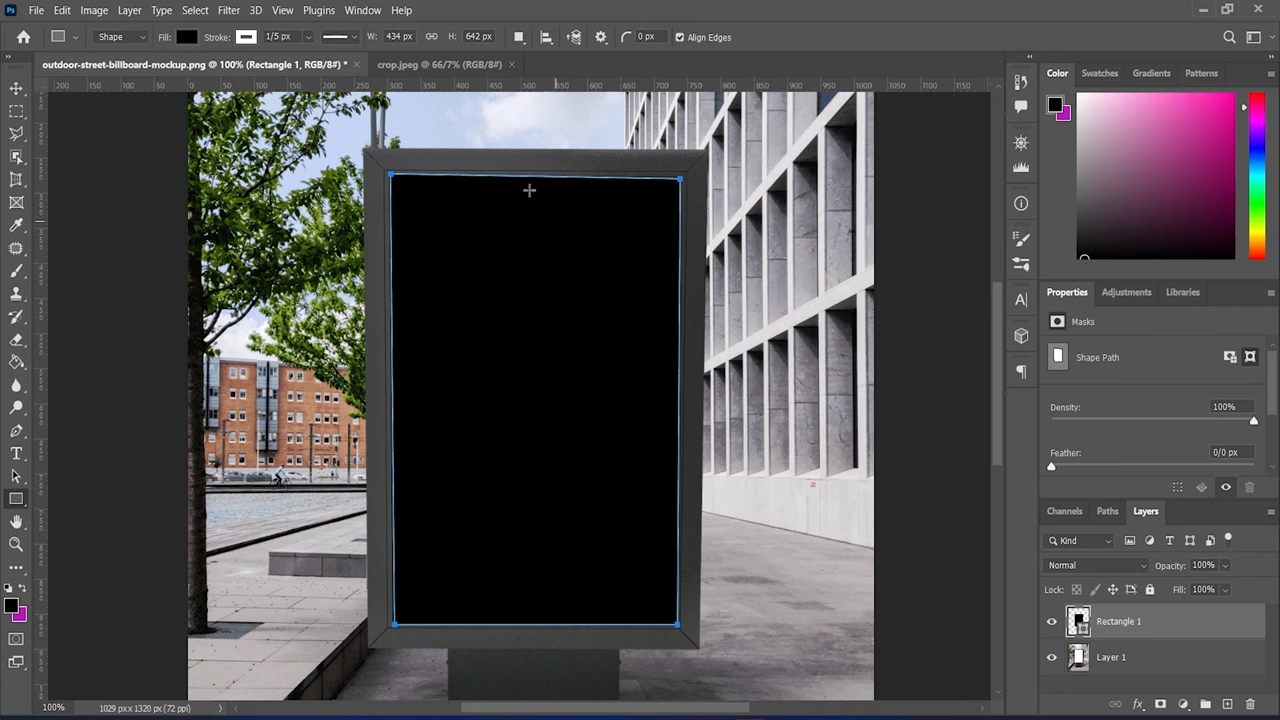 Ps File Edit Image Layer Type Select Filter 3D View Plugins Window Help
Shape Fill: Stroke: 1/5 px W: 434 px H: 642 px 0 px Align Edges
outdoor-street-billboard-mockup.png @ 100% (Rectangle 1, RGB/8#) * × crop.jpeg @ 66/7% (RGB/8#) ×
200 150 100 50 0 50 100 150 200 250 300 350 400 450 500 550 600 650 700 750 800 850 900 950 1000 1050 1100 1150
Color Swatches Gradients Patterns
Properties Adjustments Libraries
Masks
Shape Path
Density: 100%
Feather: 0/0 px
Channels Paths Layers
Kind
Normal Opacity: 100%
Lock: Fill: 100%
Rectangle 1
Layer 1
fx
100% 1029 px x 1320 px (72 ppi)